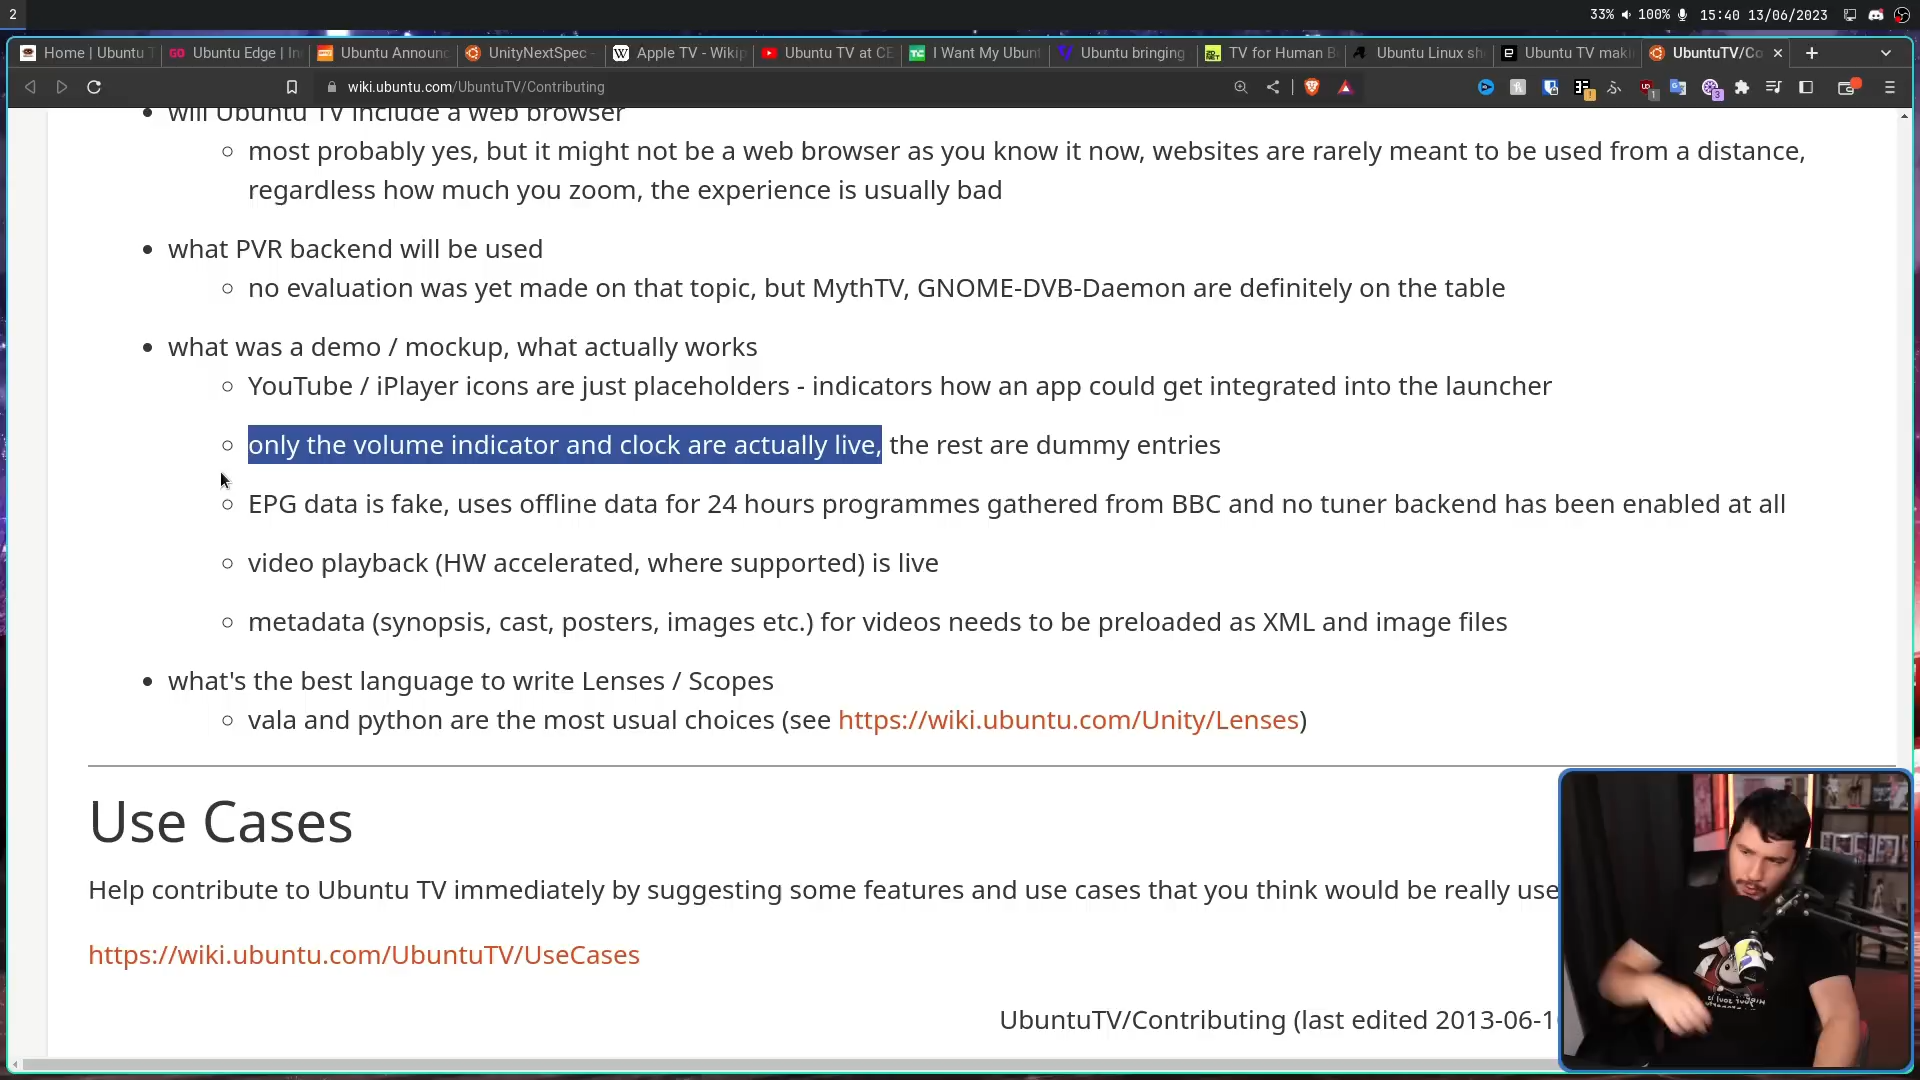 2
33% 100% 15:40 13/06/2023
Home | Ubuntu T
GO Ubuntu Edge | In
Ubuntu Announc
UnityNextSpec -
W Apple TV - Wikip
Ubuntu TV at CE
TC I Want My Ubun
Ubuntu bringing
TV for Human B
Ubuntu Linux sh
Ubuntu TV maki
UbuntuTV/Co
wiki.ubuntu.com/UbuntuTV/Contributing
will Ubuntu TV include a web browser
most probably yes, but it might not be a web browser as you know it now, websites are rarely meant to be used from a distance,
regardless how much you zoom, the experience is usually bad
what PVR backend will be used
no evaluation was yet made on that topic, but MythTV, GNOME-DVB-Daemon are definitely on the table
what was a demo / mockup, what actually works
YouTube / iPlayer icons are just placeholders - indicators how an app could get integrated into the launcher
only the volume indicator and clock are actually live, the rest are dummy entries
EPG data is fake, uses offline data for 24 hours programmes gathered from BBC and no tuner backend has been enabled at all
video playback (HW accelerated, where supported) is live
metadata (synopsis, cast, posters, images etc.) for videos needs to be preloaded as XML and image files
what's the best language to write Lenses / Scopes
vala and python are the most usual choices (see https://wiki.ubuntu.com/Unity/Lenses)
Use Cases
Help contribute to Ubuntu TV immediately by suggesting some features and use cases that you think would be really use
https://wiki.ubuntu.com/UbuntuTV/UseCases
UbuntuTV/Contributing (last edited 2013-06-1